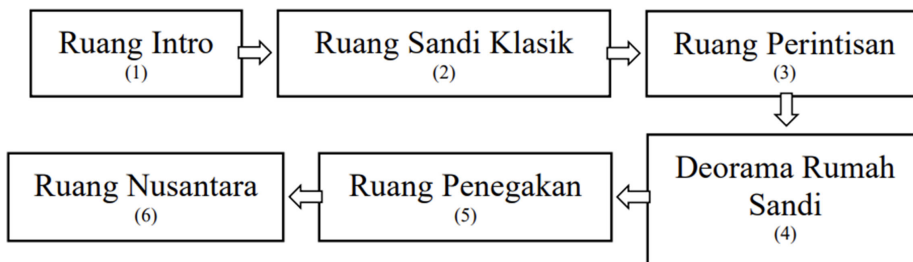 Ruang Intro
(1)
Ruang Sandi Klasik
(2)
Ruang Perintisan
(3)
Deorama Rumah
Sandi
(4)
Ruang Penegakan
(5)
Ruang Nusantara
(6)